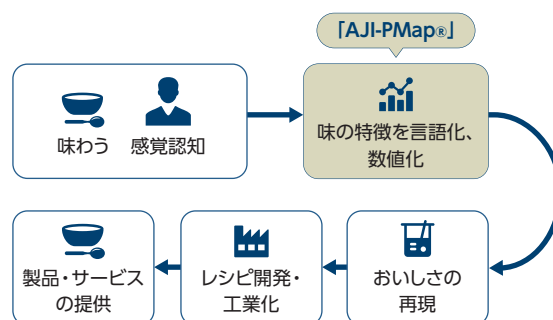 「AJI-PMap®」
味わう 感覚認知
味の特徴を言語化、
数値化
製品・サービス
の提供
レシピ開発・
工業化
おいしさの
再現